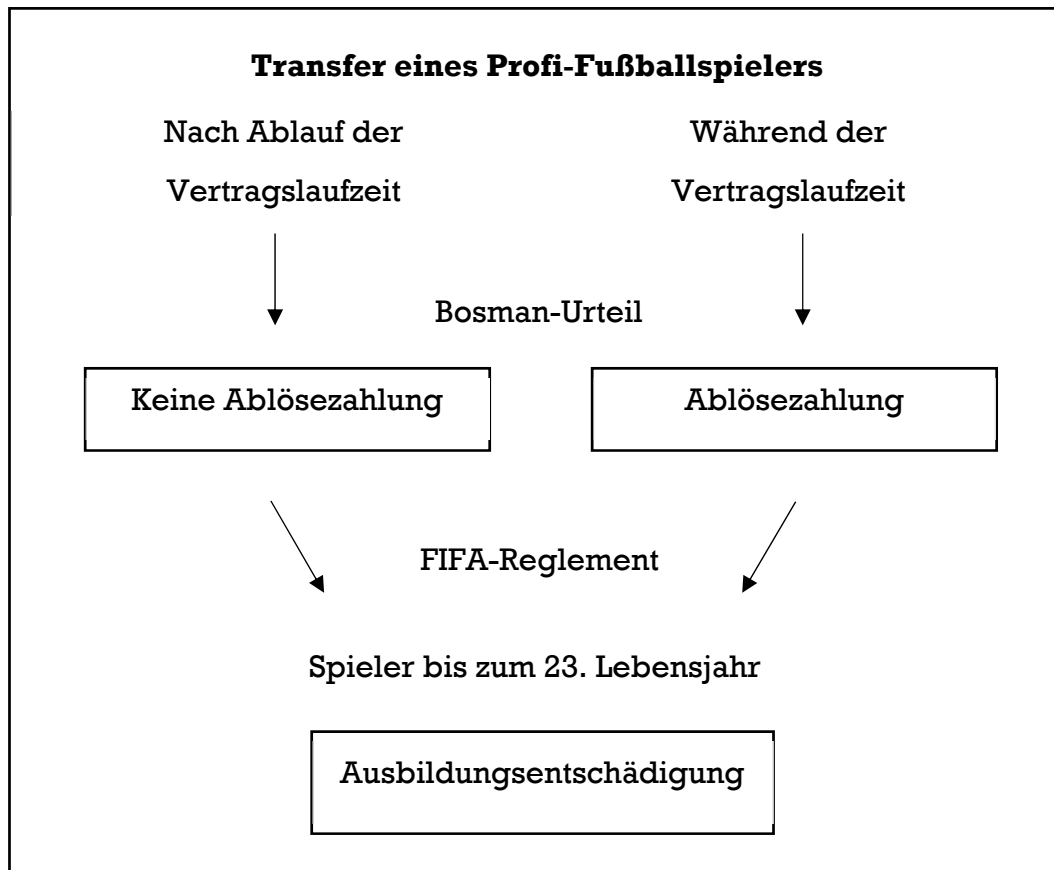 Transfer eines Profi-Fußballspielers
Nach Ablauf der
Vertragslaufzeit
Während der
Vertragslaufzeit
Bosman-Urteil
Keine Ablösezahlung
Ablösezahlung
FIFA-Reglement
Spieler bis zum 23. Lebensjahr
Ausbildungsentschädigung